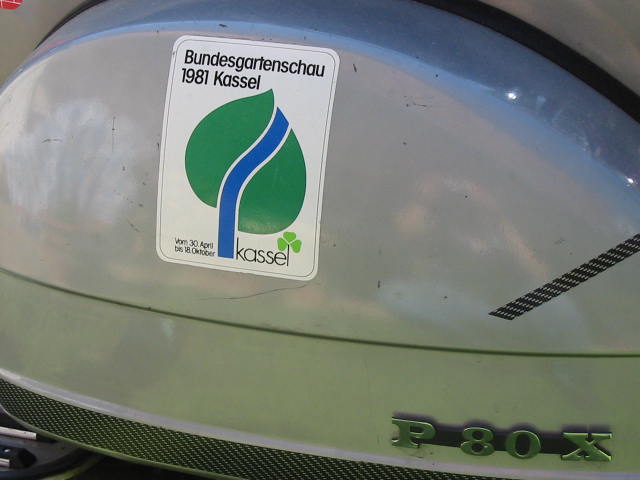 Bundesgartenschau
1981 Kassel
Vom 30. April
bis 18. Oktober
kassel
P 80 X